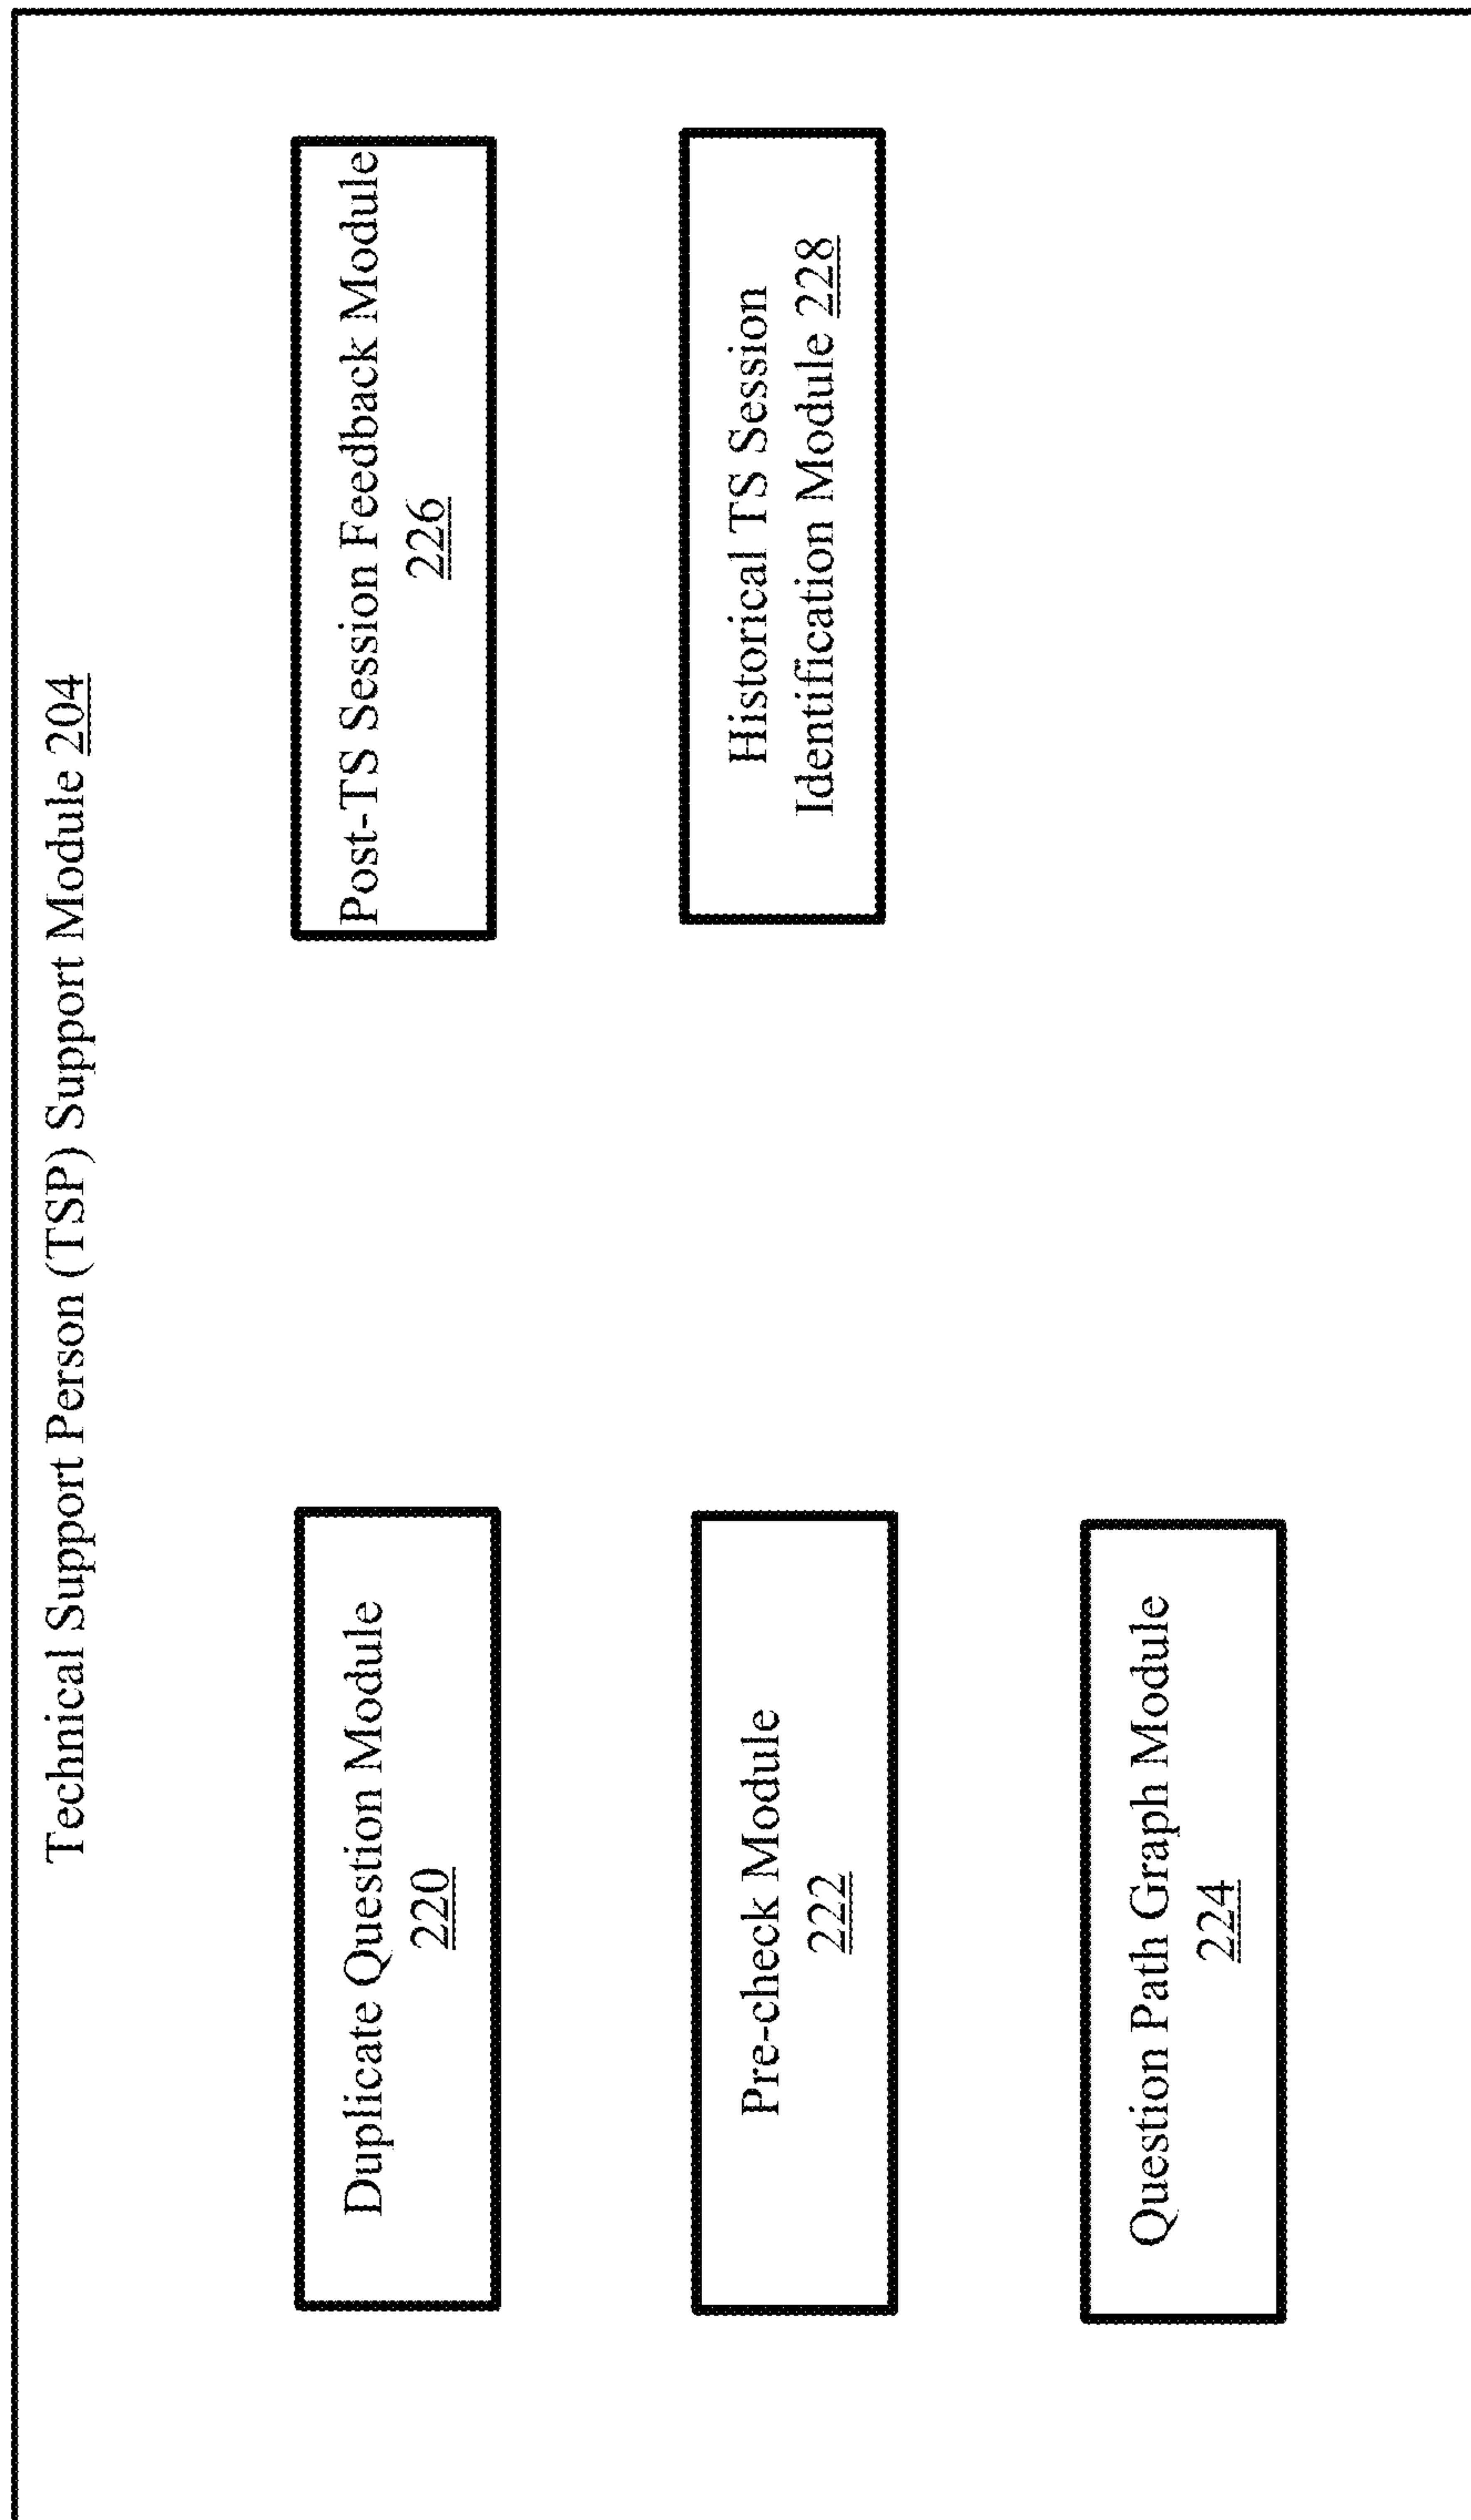 Technical Support Person (TSP) Support Module 204
Duplicate Question Module
220
Pre-check Module
222
Question Path Graph Module
224
Post-TS Session Feedback Module
226
Historical TS Session
Identification Module 228